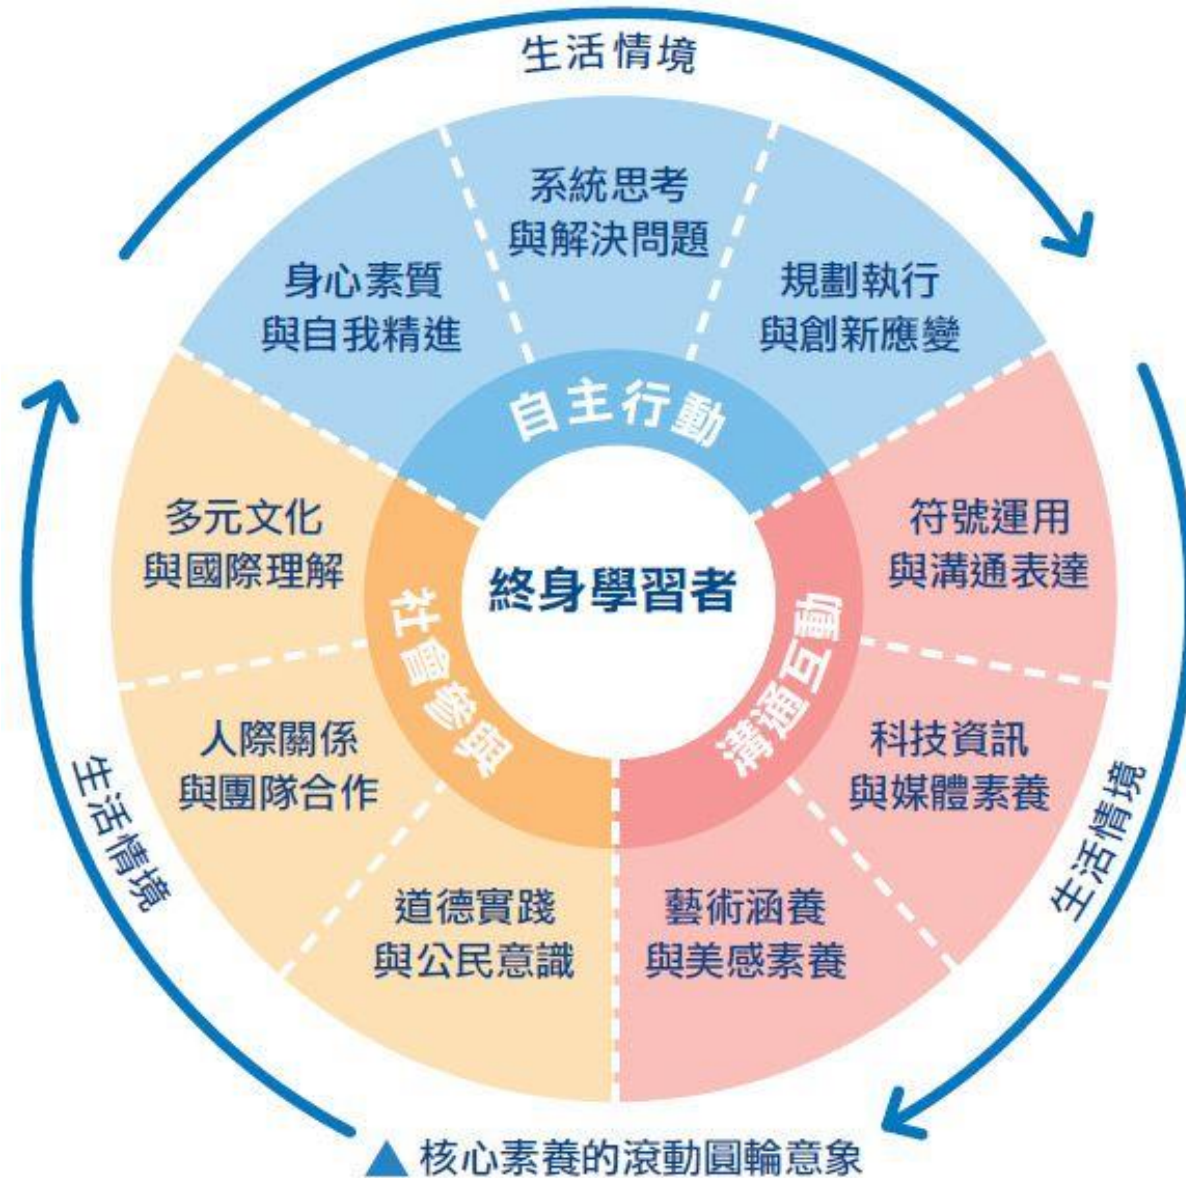 生活情境
系統思考
與解決問題
身心素質
與自我精進
規劃執行
與創新應變
自主行動
多元文化
與國際理解
符號運用
與溝通表達
終身學習者
社會參與
溝通互動
人際關係
與團隊合作
科技資訊
與媒體素養
生活情境
生活情境
道德實踐
與公民意識
藝術涵養
與美感素養
▲ 核心素養的滾動圓輪意象